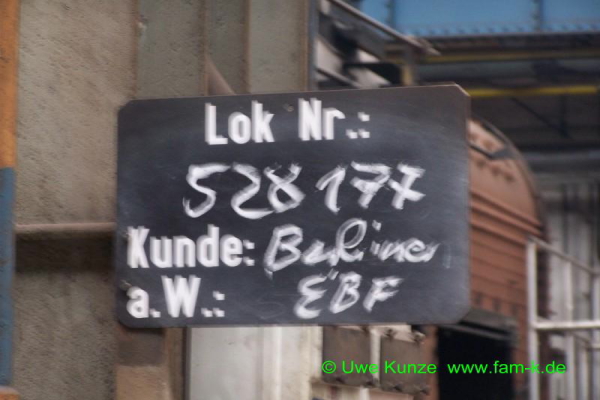 Lok Nr.:
528177
Kunde: Berliner
a.W.: EBF
© Uwe Kunze www.fam-k.de